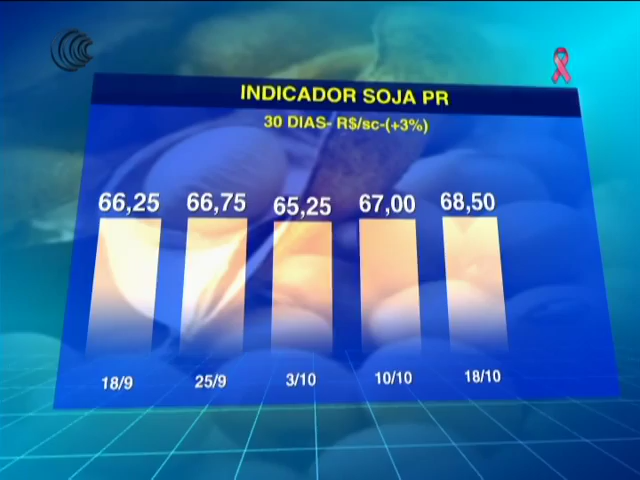 INDICADOR SOJA PR
30 DIAS- R$/sc-(+3%)
66,25 66,75 65,25 67,00 68,50
18/9 25/9 3/10 10/10 18/10